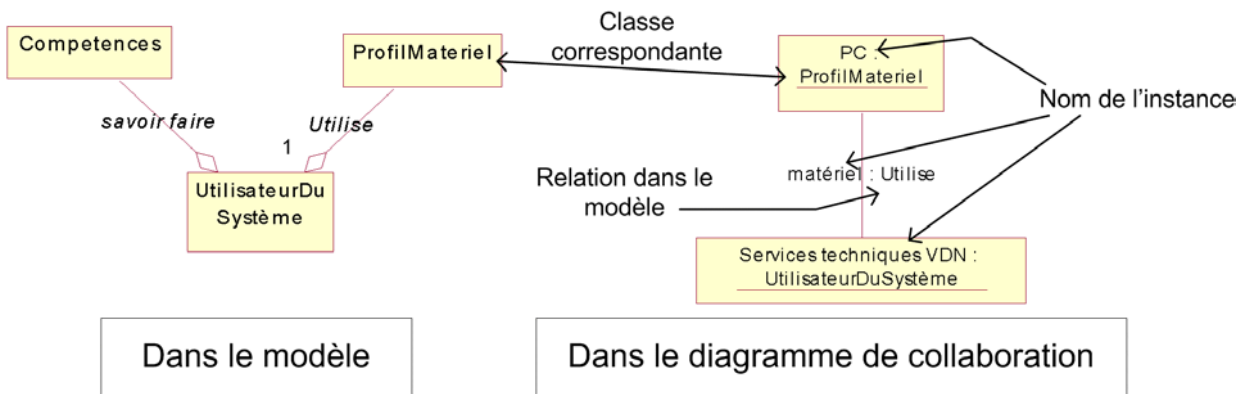 Classe
correspondante
Competences
ProfilMateriel
PC :
ProfilMateriel
Nom de l'instance
savoir faire
Utilise
1
Relation dans le
modèle
matériel : Utilise
UtilisateurDu
Système
Services techniques VDN :
UtilisateurDuSystème
Dans le modèle
Dans le diagramme de collaboration